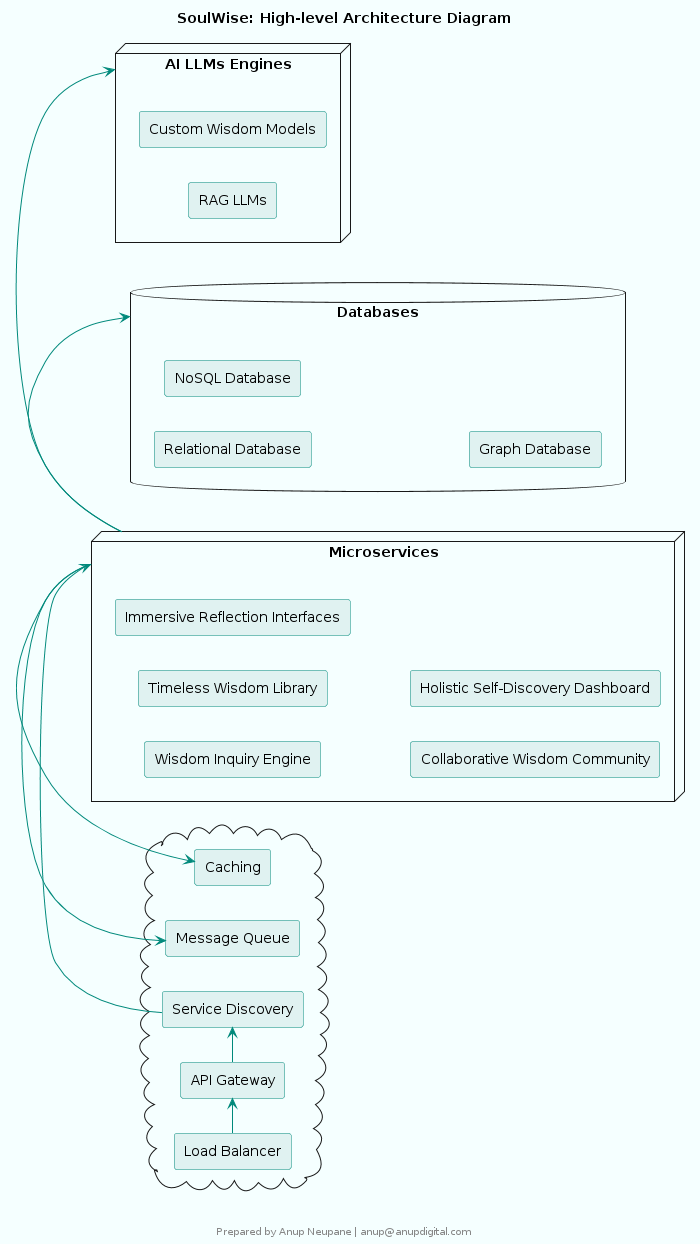 SoulWise: High-level Architecture Diagram
AI LLMs Engines
Custom Wisdom Models
RAG LLMs
Databases
NoSQL Database
Relational Database
Graph Database
Microservices
Immersive Reflection Interfaces
Timeless Wisdom Library
Holistic Self-Discovery Dashboard
Wisdom Inquiry Engine
Collaborative Wisdom Community
Caching
Message Queue
Service Discovery
API Gateway
Load Balancer
Prepared by Anup Neupane | anup@anupdigital.com